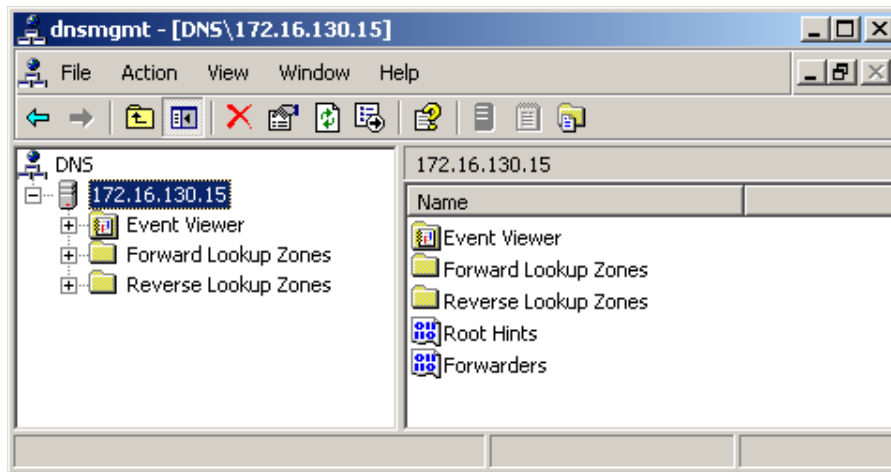 dnsmgmt - [DNS\172.16.130.15]
File Action View Window Help
DNS
172.16.130.15
Event Viewer
Forward Lookup Zones
Reverse Lookup Zones
172.16.130.15
Name
Event Viewer
Forward Lookup Zones
Reverse Lookup Zones
Root Hints
Forwarders